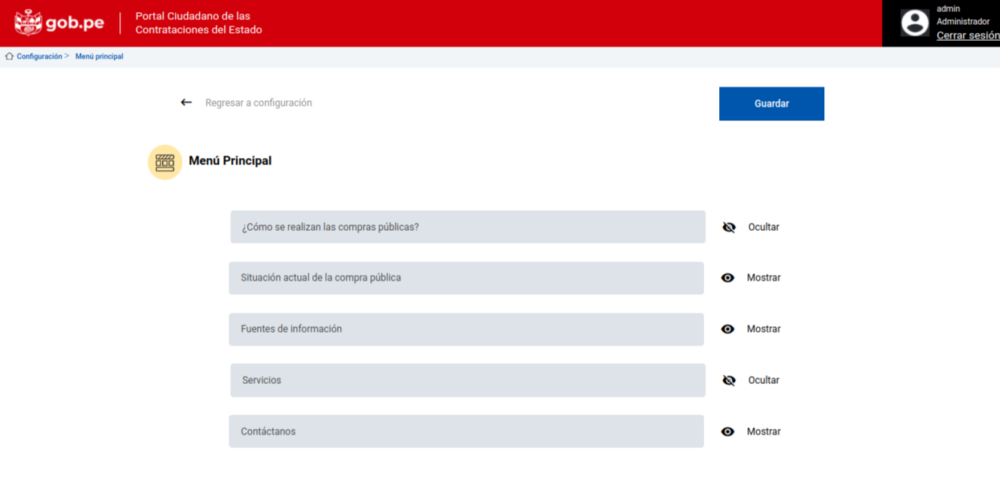 gob.pe
Portal Ciudadano de las
Contrataciones del Estado
admin
Administrador
Cerrar sesión
Configuración > Menú principal
← Regresar a configuración
Guardar
Menú Principal
¿Cómo se realizan las compras públicas?
Ocultar
Situación actual de la compra pública
Mostrar
Fuentes de información
Mostrar
Servicios
Ocultar
Contáctanos
Mostrar